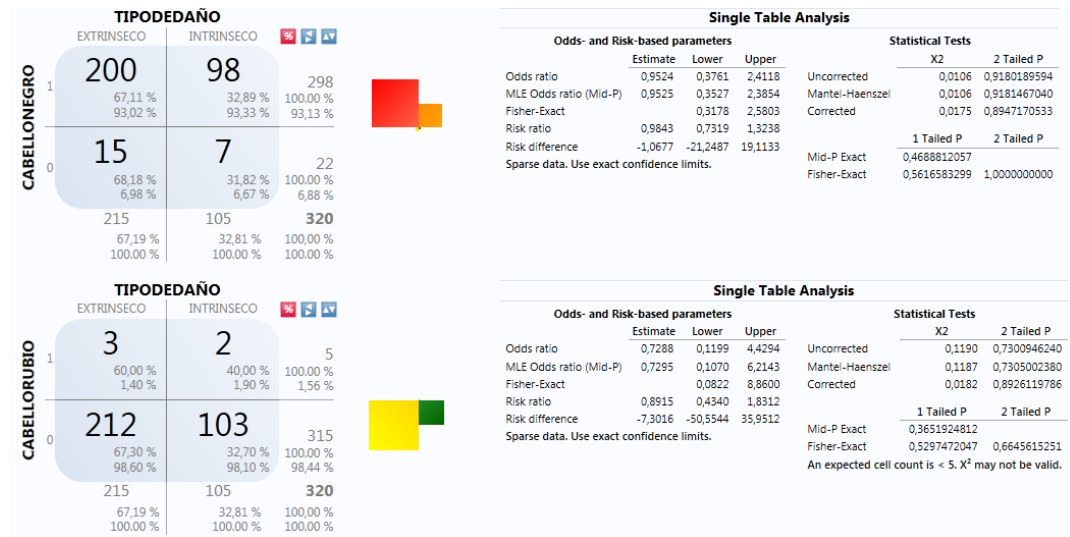 TIPODEDAÑO
EXTRINSECO INTRINSECO %
CABELLONEGRO
1 200 98 298
67,11 % 32,89 % 100.00 %
93,02 % 93,33 % 93,13 %
0 15 7 22
68,18 % 31,82 % 100.00 %
6,98 % 6,67 % 6,88 %
215 105 320
67,19 % 32,81 % 100,00 %
100.00 % 100.00 % 100.00 %
Single Table Analysis
Odds- and Risk-based parameters
Estimate Lower Upper
Odds ratio 0,9524 0,3761 2,4118
MLE Odds ratio (Mid-P) 0,9525 0,3527 2,3854
Fisher-Exact 0,3178 2,5803
Risk ratio 0,9843 0,7319 1,3238
Risk difference -1,0677 -21,2487 19,1133
Sparse data. Use exact confidence limits.
Statistical Tests
X2 2 Tailed P
Uncorrected 0,0106 0,9180189594
Mantel-Haenszel 0,0106 0,9181467040
Corrected 0,0175 0,8947170533
1 Tailed P 2 Tailed P
Mid-P Exact 0,4688812057
Fisher-Exact 0,5616583299 1,0000000000
TIPODEDAÑO
EXTRINSECO INTRINSECO %
CABELLORUBIO
1 3 2 5
60,00 % 40,00 % 100.00 %
1,40 % 1,90 % 1,56 %
0 212 103 315
67,30 % 32,70 % 100.00 %
98,60 % 98,10 % 98,44 %
215 105 320
67,19 % 32,81 % 100,00 %
100.00 % 100.00 % 100.00 %
Single Table Analysis
Odds- and Risk-based parameters
Estimate Lower Upper
Odds ratio 0,7288 0,1199 4,4294
MLE Odds ratio (Mid-P) 0,7295 0,1070 6,2143
Fisher-Exact 0,0822 8,8600
Risk ratio 0,8915 0,4340 1,8312
Risk difference -7,3016 -50,5544 35,9512
Sparse data. Use exact confidence limits.
Statistical Tests
X2 2 Tailed P
Uncorrected 0,1190 0,7300946240
Mantel-Haenszel 0,1187 0,7305002380
Corrected 0,0182 0,8926119786
1 Tailed P 2 Tailed P
Mid-P Exact 0,3651924812
Fisher-Exact 0,5297472047 0,6645615251
An expected cell count is < 5. X² may not be valid.